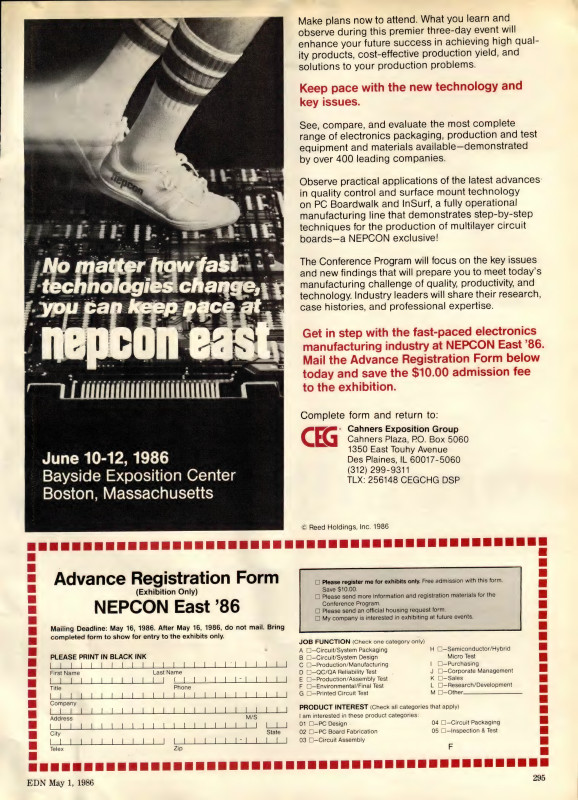 nepcon
No matter how fast
technologies change,
you can keep pace at
nepcon east
June 10-12, 1986
Bayside Exposition Center
Boston, Massachusetts
Make plans now to attend. What you learn and
observe during this premier three-day event will
enhance your future success in achieving high qual-
ity products, cost-effective production yield, and
solutions to your production problems.
Keep pace with the new technology and
key issues.
See, compare, and evaluate the most complete
range of electronics packaging, production and test
equipment and materials available—demonstrated
by over 400 leading companies.
Observe practical applications of the latest advances
in quality control and surface mount technology
on PC Boardwalk and InSurf, a fully operational
manufacturing line that demonstrates step-by-step
techniques for the production of multilayer circuit
boards—a NEPCON exclusive!
The Conference Program will focus on the key issues
and new findings that will prepare you to meet today's
manufacturing challenge of quality, productivity, and
technology. Industry leaders will share their research,
case histories, and professional expertise.
Get in step with the fast-paced electronics
manufacturing industry at NEPCON East '86.
Mail the Advance Registration Form below
today and save the $10.00 admission fee
to the exhibition.
Complete form and return to:
CEG
Cahners Exposition Group
Cahners Plaza, P.O. Box 5060
1350 East Touhy Avenue
Des Plaines, IL 60017-5060
(312) 299-9311
TLX: 256148 CEGCHG DSP
© Reed Holdings, Inc. 1986
Advance Registration Form
(Exhibition Only)
NEPCON East '86
Mailing Deadline: May 16, 1986. After May 16, 1986, do not mail. Bring
completed form to show for entry to the exhibits only.
PLEASE PRINT IN BLACK INK
First Name Last Name
Title Phone
Company
Address M/S
City State
Telex Zip
□ Please register me for exhibits only. Free admission with this form.
Save $10.00.
□ Please send more information and registration materials for the
Conference Program.
□ Please send an official housing request form.
□ My company is interested in exhibiting at future events.
JOB FUNCTION (Check one category only)
A □—Circuit/System Packaging
B □—Circuit/System Design
C □—Production/Manufacturing
D □—QC/QA Reliability Test
E □—Production/Assembly Test
F □—Environmental/Final Test
G □—Printed Circuit Test
H □—Semiconductor/Hybrid
Micro Test
I □—Purchasing
J □—Corporate Management
K □—Sales
L □—Research/Development
M □—Other
PRODUCT INTEREST (Check all categories that apply)
I am interested in these product categories:
01 □—PC Design
02 □—PC Board Fabrication
03 □—Circuit Assembly
04 □—Circuit Packaging
05 □—Inspection & Test
F
EDN May 1, 1986
295